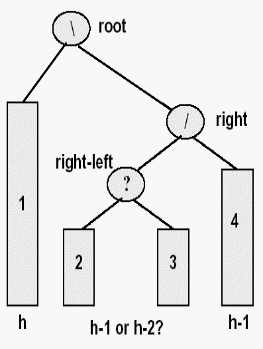 \ root
/ right
right-left
?
1
2
3
4
h
h-1 or h-2?
h-1